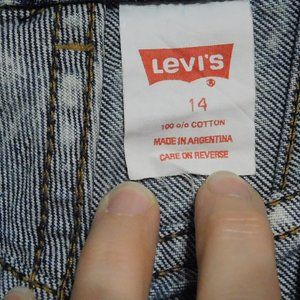 LEVI'S
14
100 o/o COTTON
MADE IN ARGENTINA
CARE ON REVERSE